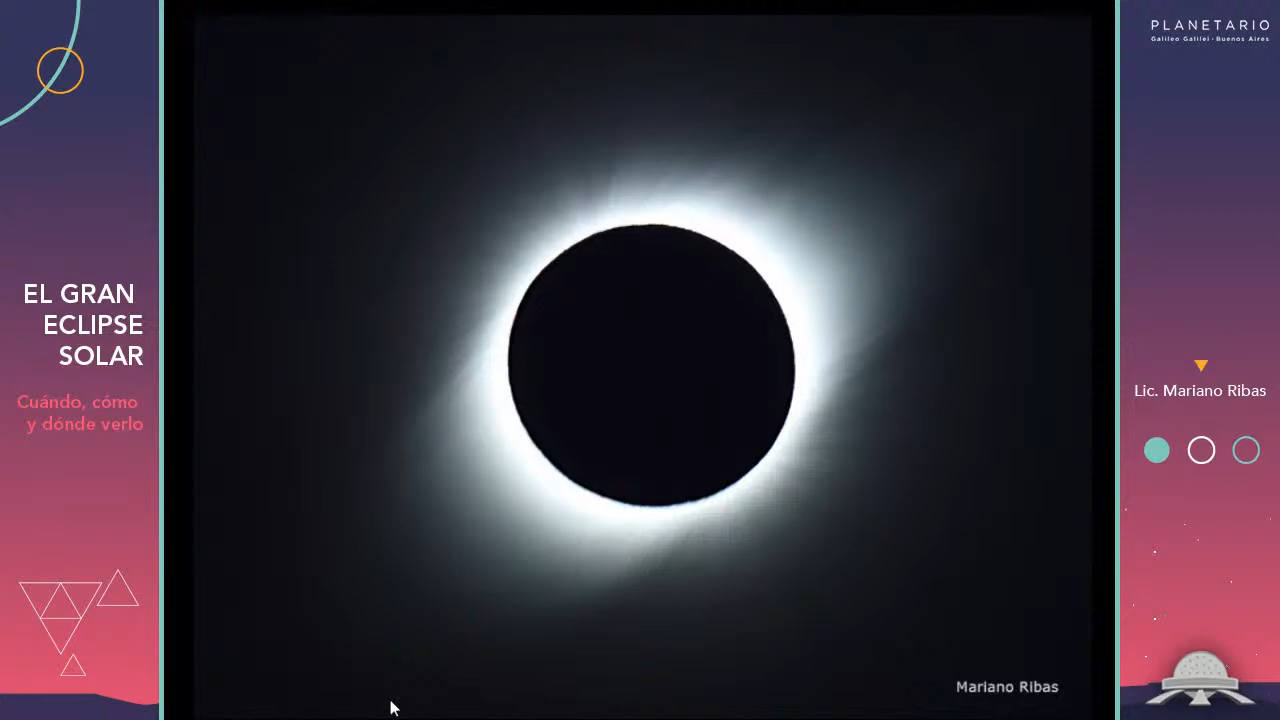 EL GRAN
ECLIPSE
SOLAR
Cuándo, cómo
y dónde verlo
PLANETARIO
Galileo Galilei · Buenos Aires
Lic. Mariano Ribas
Mariano Ribas